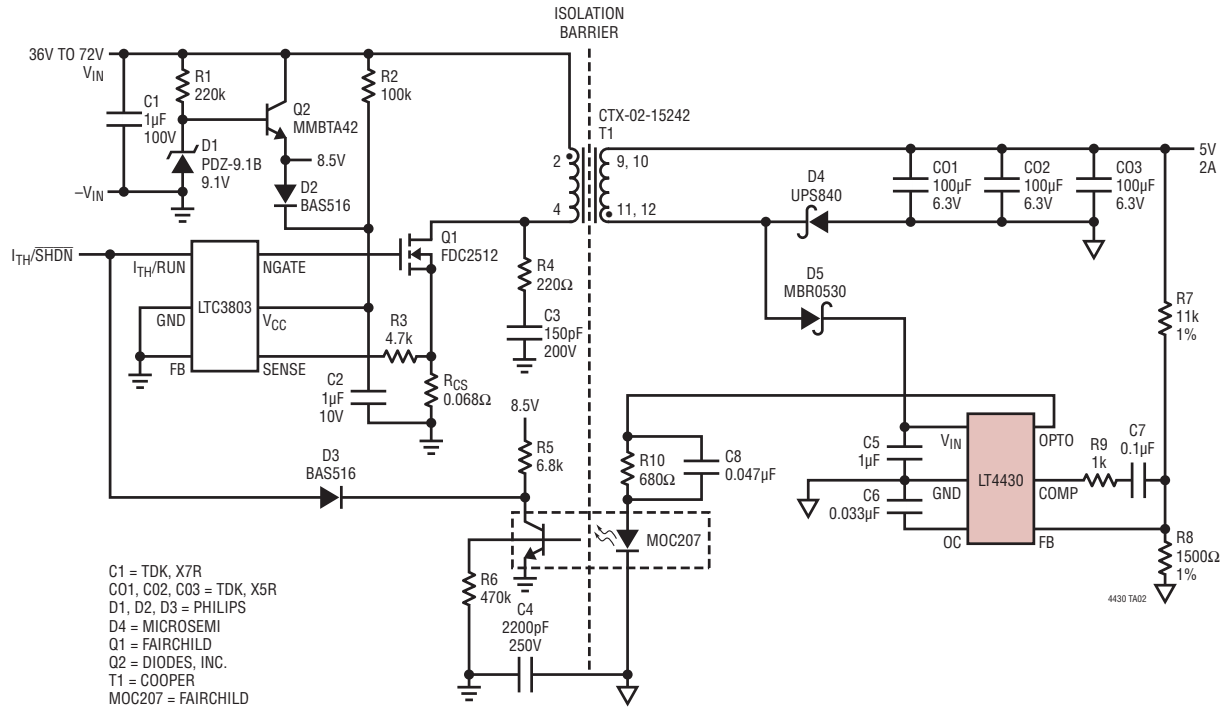 ISOLATION
BARRIER
36V TO 72V
VIN
C1
1µF
100V
R1
220k
Q2
MMBTA42
R2
100k
D1
PDZ-9.1B
9.1V
8.5V
–VIN
D2
BAS516
CTX-02-15242
T1
2
9, 10
4
11, 12
D4
UPS840
CO1
100µF
6.3V
CO2
100µF
6.3V
CO3
100µF
6.3V
5V
2A
ITH/SHDN
ITH/RUN
NGATE
LTC3803
GND
VCC
FB
SENSE
Q1
FDC2512
R4
220Ω
C3
150pF
200V
R3
4.7k
RCS
0.068Ω
C2
1µF
10V
D5
MBR0530
R7
11k
1%
8.5V
R5
6.8k
D3
BAS516
R10
680Ω
C8
0.047µF
C5
1µF
C6
0.033µF
VIN
OPTO
LT4430
GND
COMP
OC
FB
R9
1k
C7
0.1µF
R8
1500Ω
1%
MOC207
R6
470k
C4
2200pF
250V
4430 TA02
C1 = TDK, X7R
CO1, C02, C03 = TDK, X5R
D1, D2, D3 = PHILIPS
D4 = MICROSEMI
Q1 = FAIRCHILD
Q2 = DIODES, INC.
T1 = COOPER
MOC207 = FAIRCHILD